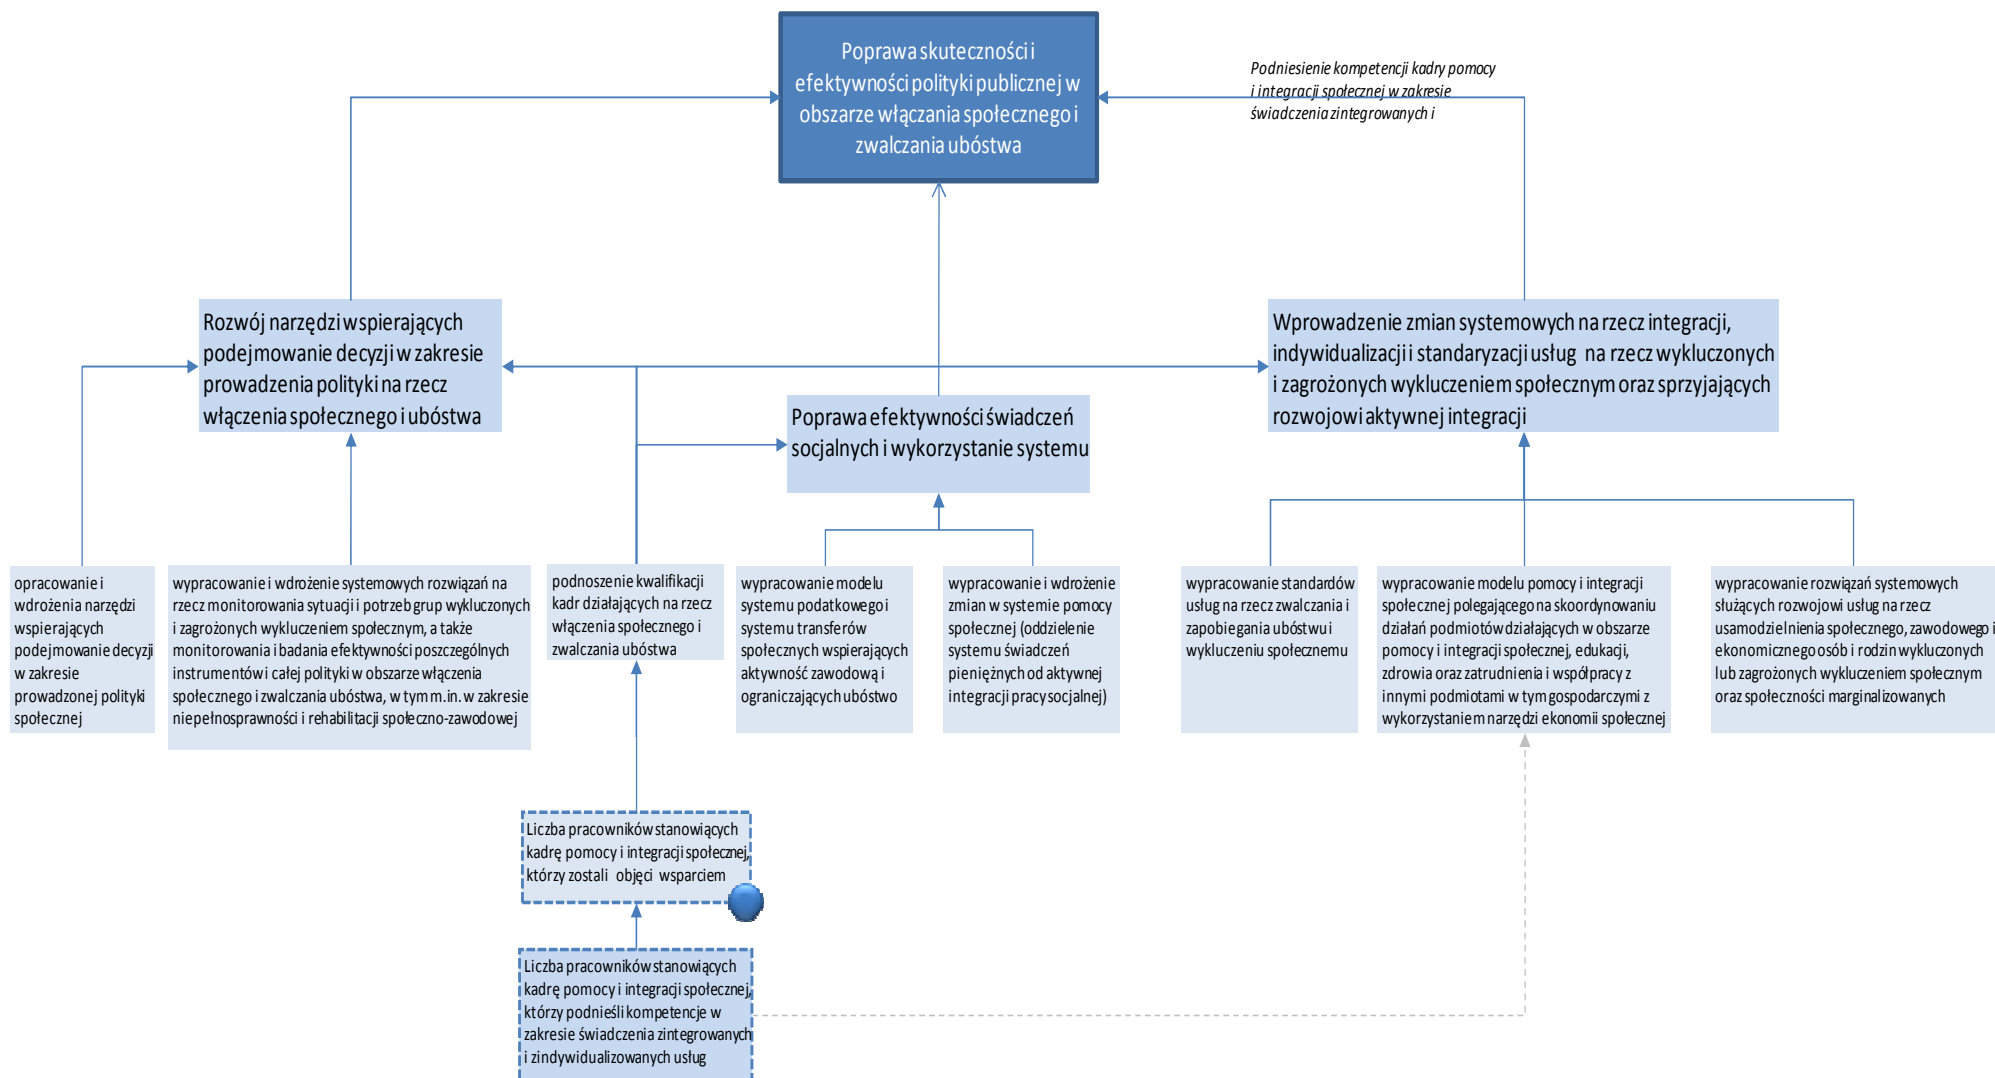 Poprawa skuteczności i
efektywności polityki publicznej w
obszarze włączania społecznego i
zwalczania ubóstwa
Podniesienie kompetencji kadry pomocy
i integracji społecznej w zakresie
świadczenia zintegrowanych i
Rozwój narzędzi wspierających
podejmowanie decyzji w zakresie
prowadzenia polityki na rzecz
włączenia społecznego i ubóstwa
Poprawa efektywności świadczeń
socjalnych i wykorzystanie systemu
Wprowadzenie zmian systemowych na rzecz integracji,
indywidualizacji i standaryzacji usług na rzecz wykluczonych
i zagrożonych wykluczeniem społecznym oraz sprzyjających
rozwojowi aktywnej integracji
opracowanie i
wdrożenia narzędzi
wspierających
podejmowanie decyzji
w zakresie
prowadzonej polityki
społecznej
wypracowanie i wdrożenie systemowych rozwiązań na
rzecz monitorowania sytuacji i potrzeb grup wykluczonych
i zagrożonych wykluczeniem społecznym, a także
monitorowania i badania efektywności poszczególnych
instrumentów i całej polityki w obszarze włączenia
społecznego i zwalczania ubóstwa, w tym m.in. w zakresie
niepełnosprawności i rehabilitacji społeczno-zawodowej
podnoszenie kwalifikacji
kadr działających na rzecz
włączenia społecznego i
zwalczania ubóstwa
wypracowanie modelu
systemu podatkowego i
systemu transferów
społecznych wspierających
aktywność zawodową i
ograniczających ubóstwo
wypracowanie i wdrożenie
zmian w systemie pomocy
społecznej (oddzielenie
systemu świadczeń
pieniężnych od aktywnej
integracji pracy socjalnej)
wypracowanie standardów
usług na rzecz zwalczania i
zapobiegania ubóstwu i
wykluczeniu społecznemu
wypracowanie modelu pomocy i integracji
społecznej polegającego na skoordynowaniu
działań podmiotów działających w obszarze
pomocy i integracji społecznej, edukacji,
zdrowia oraz zatrudnienia i współpracy z
innymi podmiotami w tym gospodarczymi z
wykorzystaniem narzędzi ekonomii społecznej
wypracowanie rozwiązań systemowych
służących rozwojowi usług na rzecz
usamodzielnienia społecznego, zawodowego i
ekonomicznego osób i rodzin wykluczonych
lub zagrożonych wykluczeniem społecznym
oraz społeczności marginalizowanych
Liczba pracowników stanowiących
kadrę pomocy i integracji społecznej,
którzy zostali objęci wsparciem
Liczba pracowników stanowiących
kadrę pomocy i integracji społecznej,
którzy podnieśli kompetencje w
zakresie świadczenia zintegrowanych
i zindywidualizowanych usług